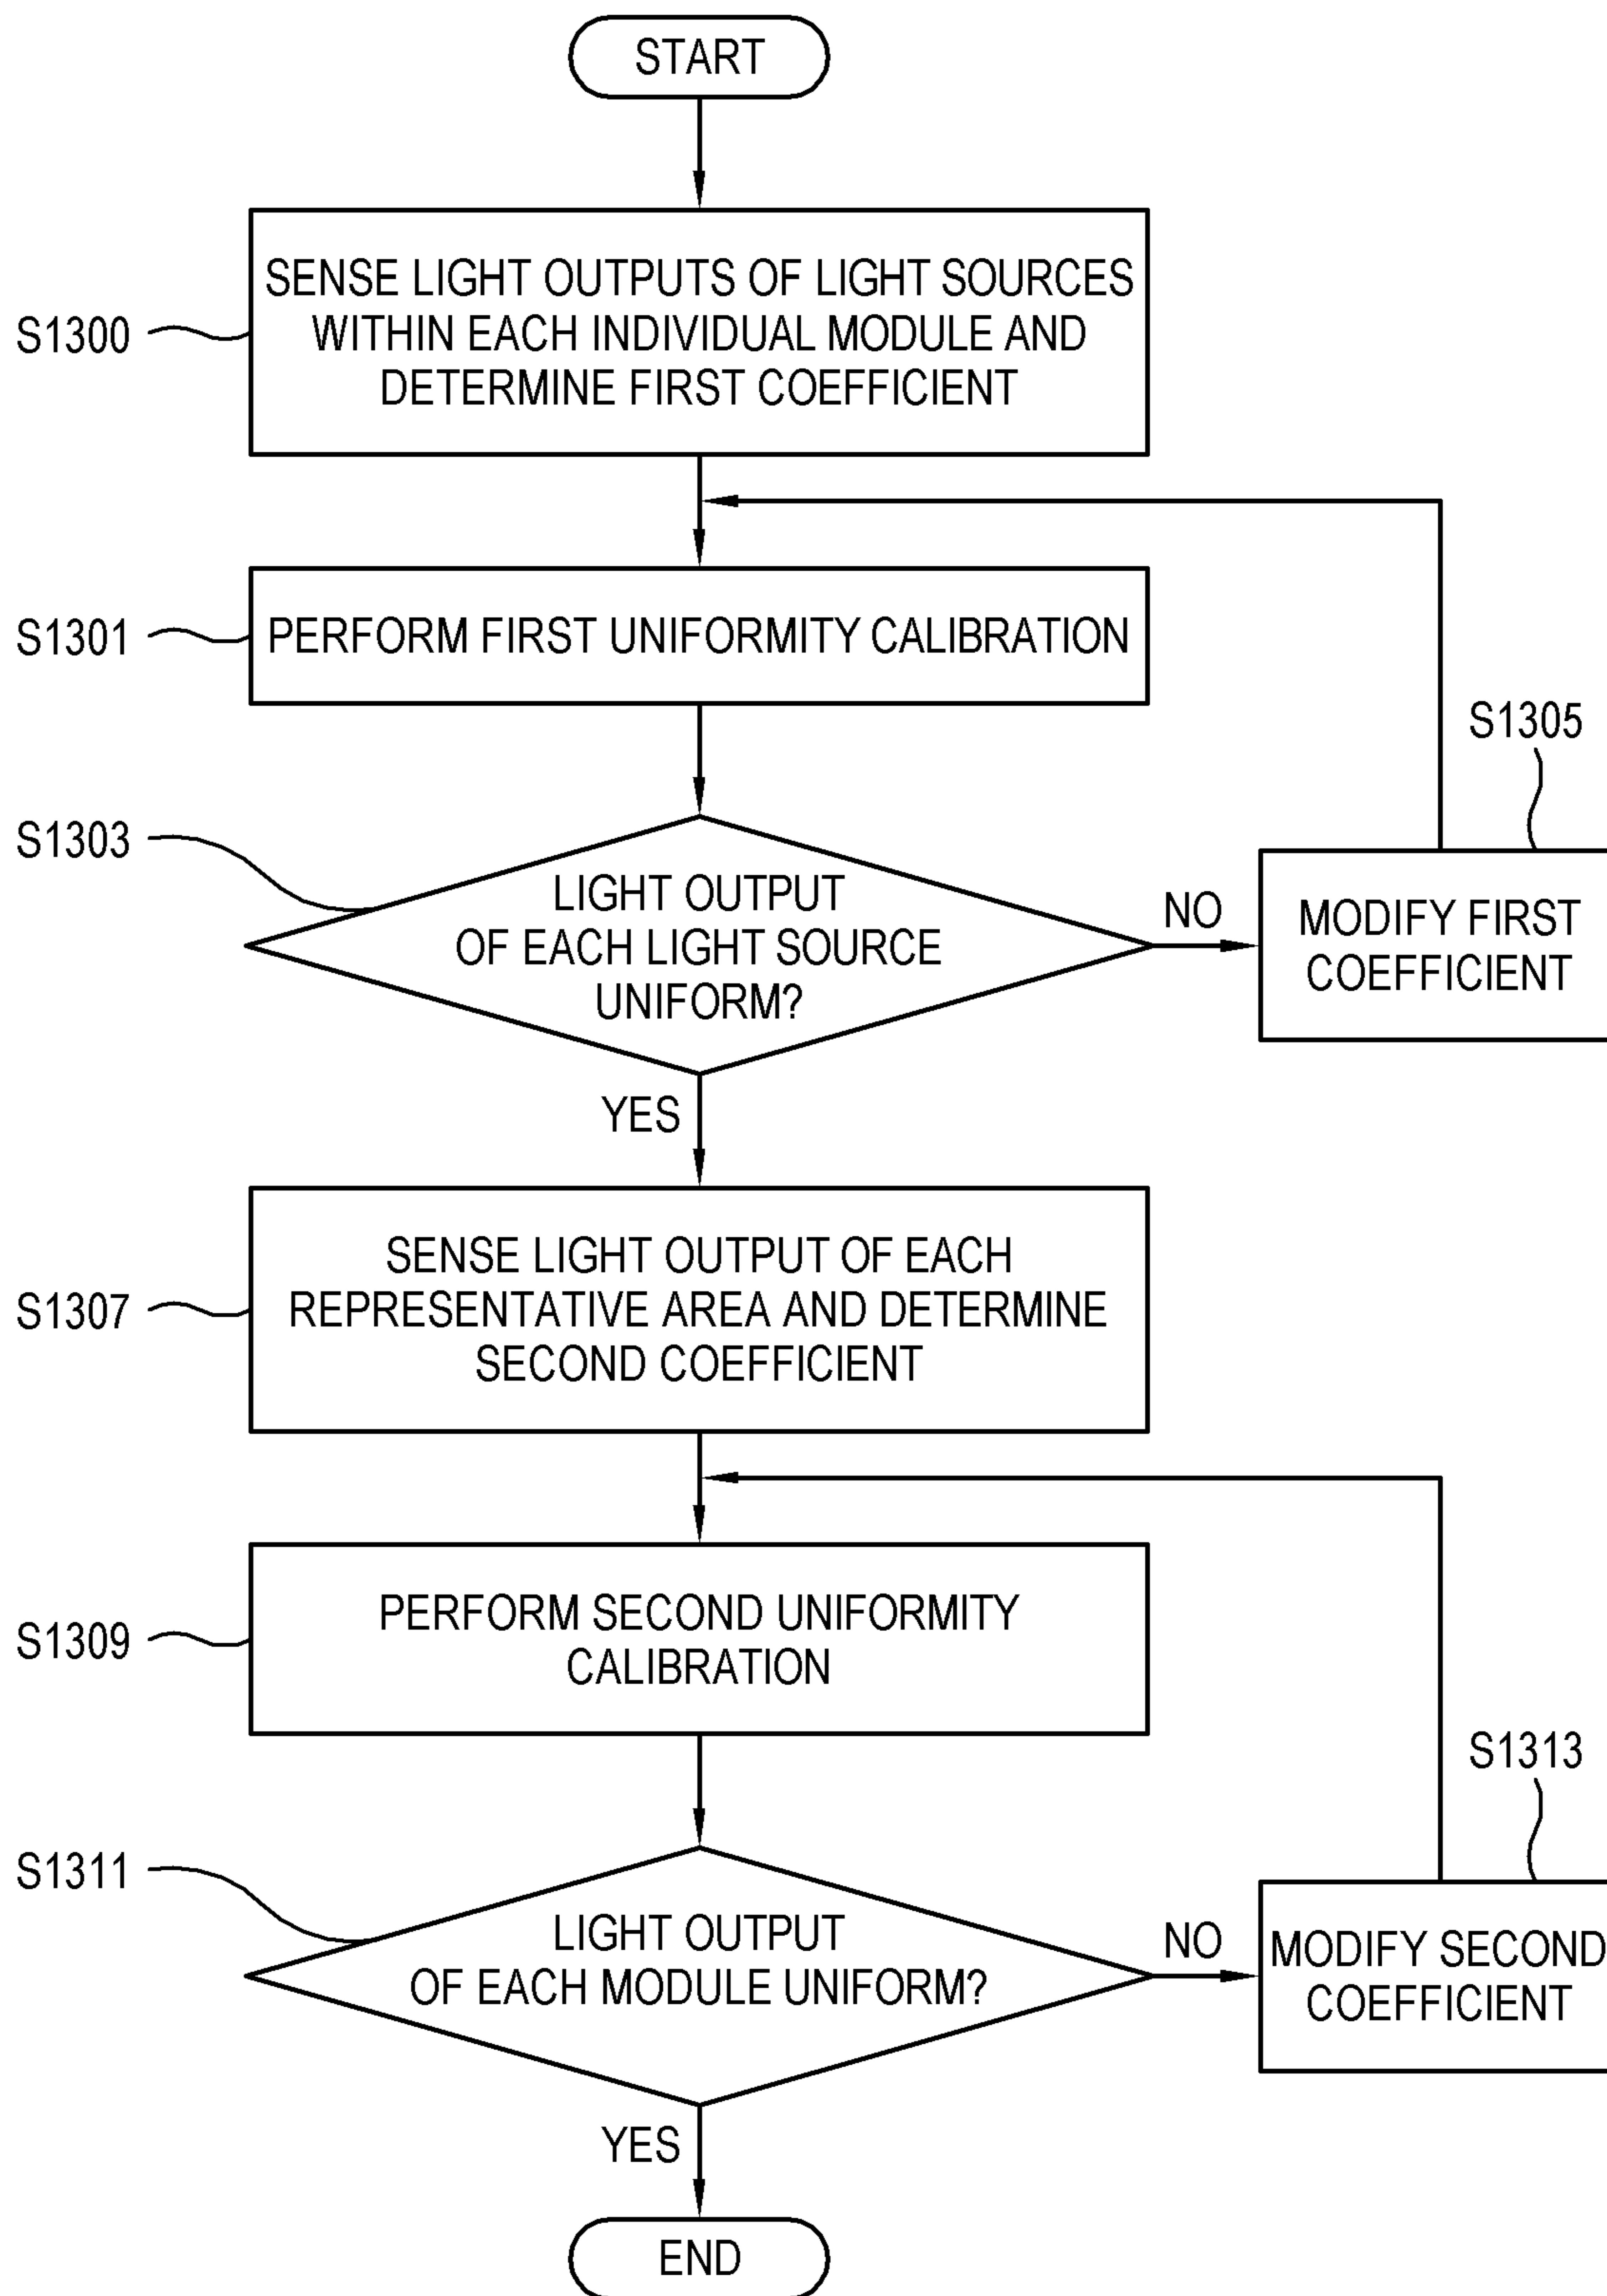 START
S1300
SENSE LIGHT OUTPUTS OF LIGHT SOURCES
WITHIN EACH INDIVIDUAL MODULE AND
DETERMINE FIRST COEFFICIENT
S1301
PERFORM FIRST UNIFORMITY CALIBRATION
S1305
S1303
LIGHT OUTPUT
OF EACH LIGHT SOURCE
UNIFORM?
NO
MODIFY FIRST
COEFFICIENT
YES
S1307
SENSE LIGHT OUTPUT OF EACH
REPRESENTATIVE AREA AND DETERMINE
SECOND COEFFICIENT
S1309
PERFORM SECOND UNIFORMITY
CALIBRATION
S1313
S1311
LIGHT OUTPUT
OF EACH MODULE UNIFORM?
NO
MODIFY SECOND
COEFFICIENT
YES
END